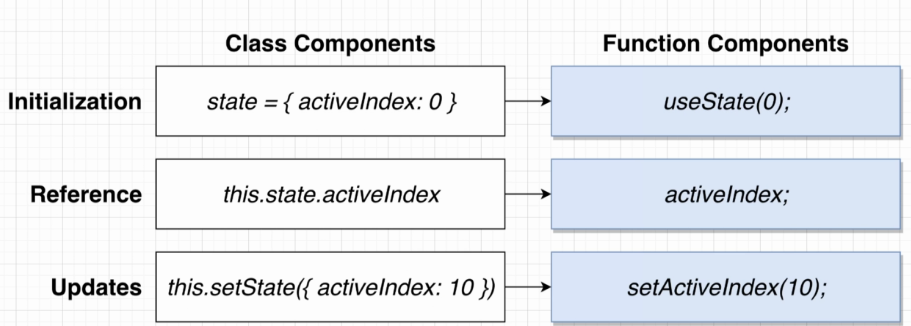 Class Components
Function Components
Initialization
state = { activeIndex: 0 }
useState(0);
Reference
this.state.activeIndex
activeIndex;
Updates
this.setState({ activeIndex: 10 })
setActiveIndex(10);